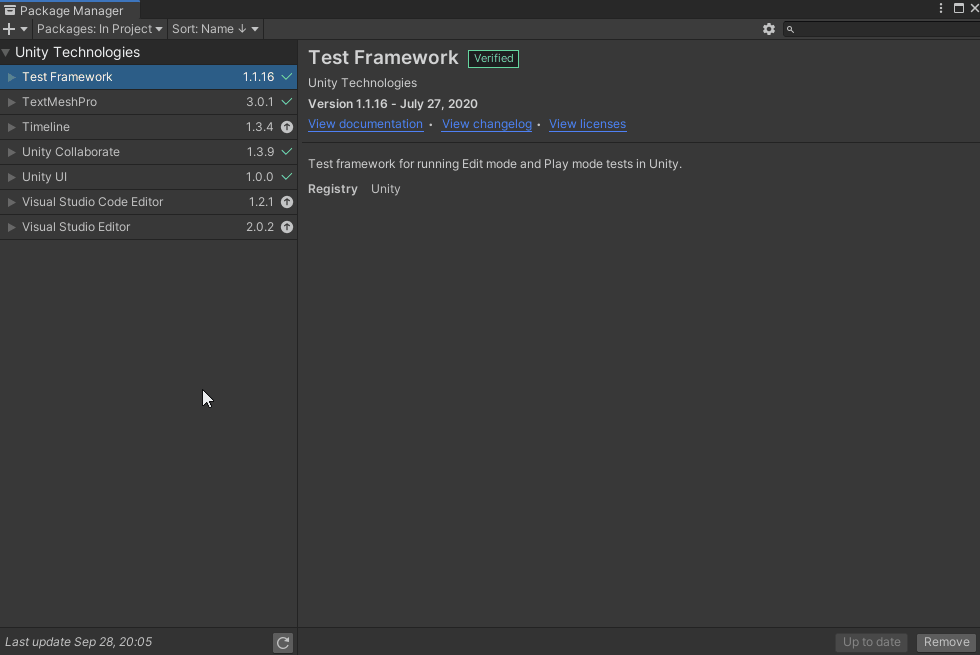 Package Manager
Packages: In Project
Sort: Name ↓
Unity Technologies
Test Framework 1.1.16
TextMeshPro 3.0.1
Timeline 1.3.4
Unity Collaborate 1.3.9
Unity UI 1.0.0
Visual Studio Code Editor 1.2.1
Visual Studio Editor 2.0.2
Last update Sep 28, 20:05
Test Framework Verified
Unity Technologies
Version 1.1.16 - July 27, 2020
View documentation • View changelog • View licenses
Test framework for running Edit mode and Play mode tests in Unity.
Registry Unity
Up to date Remove